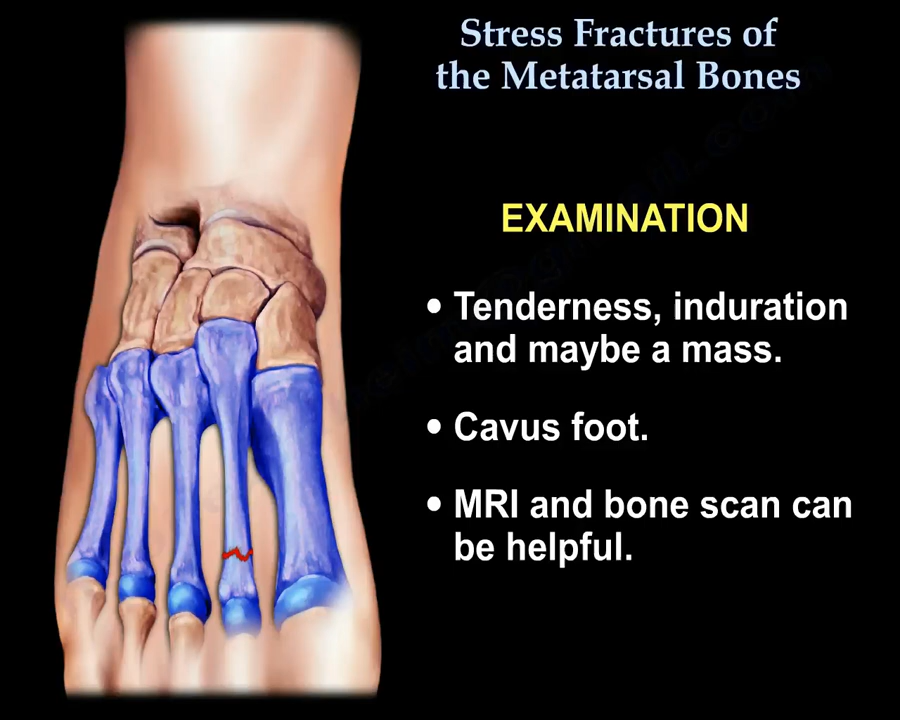 Stress Fractures of
the Metatarsal Bones
EXAMINATION
• Tenderness, induration
and maybe a mass.
• Cavus foot.
• MRI and bone scan can
be helpful.